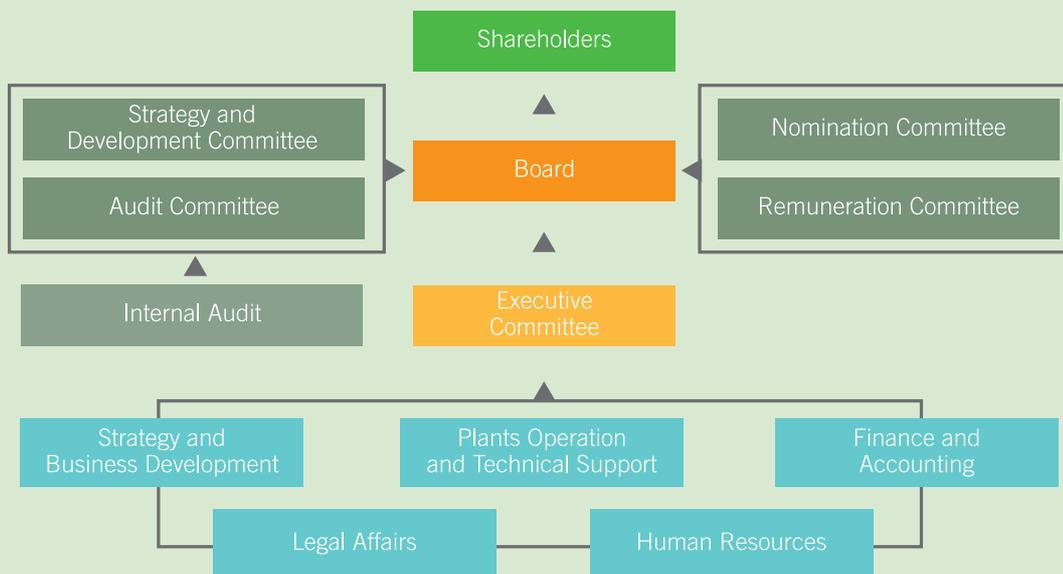 Shareholders
Strategy and
Development Committee
Audit Committee
Board
Nomination Committee
Remuneration Committee
Internal Audit
Executive
Committee
Strategy and
Business Development
Plants Operation
and Technical Support
Finance and
Accounting
Legal Affairs
Human Resources